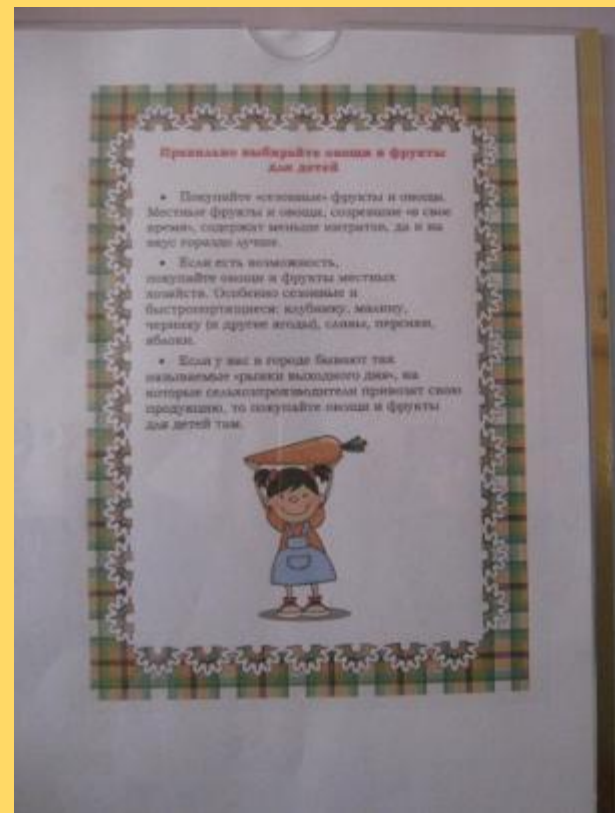 Правильно выбирайте овощи и фрукты
для детей
• Покупайте «сезонные» фрукты и овощи.
Местные фрукты и овощи, созревшие «в свое
время», содержат меньше нитратов, да и на
вкус гораздо лучше.
• Если есть возможность,
покупайте овощи и фрукты местных
хозяйств. Особенно сезонные и
быстропортящиеся: клубнику, малину,
чернику (и другие ягоды), сливы, персики,
яблоки.
• Если у вас в городе бывают так
называемые «рынки выходного дня», на
которые сельхозпроизводители привозят свою
продукцию, то покупайте овощи и фрукты
для детей там.